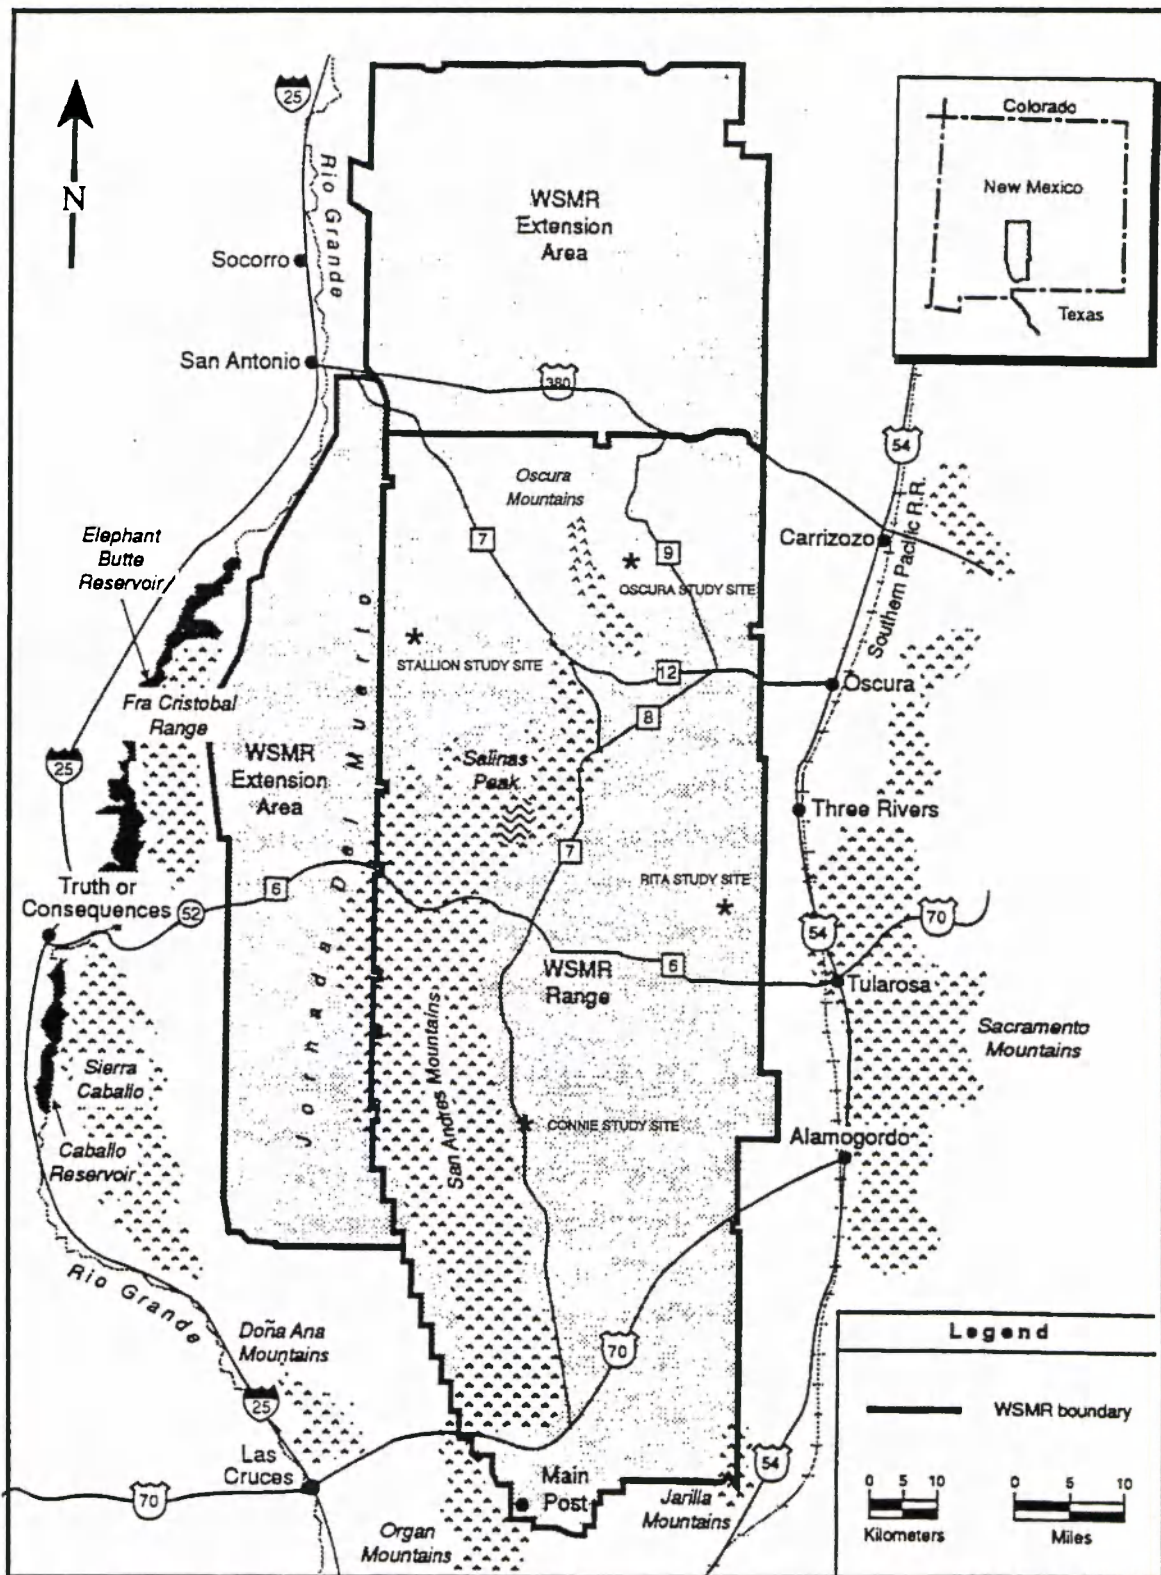 25
N
Rio Grande
Socorro
San Antonio
WSMR
Extension
Area
380
Colorado
New Mexico
Texas
54
Southern Pacific R.R.
Oscura
Mountains
7
9
Carrizozo
Elephant
Butte
Reservoir
OSCURA STUDY SITE
STALLION STUDY SITE
12
Oscura
8
Fra Cristobal
Range
25
WSMR
Extension
Area
Jornada Del Muerto
Salinas
Peak
Three Rivers
7
Truth or
Consequences
52
6
RITA STUDY SITE
54
70
WSMR
Range
6
Tularosa
Sacramento
Mountains
Sierra
Caballo
San Andres Mountains
CONNIE STUDY SITE
Alamogordo
Caballo
Reservoir
Rio Grande
Doña Ana
Mountains
70
25
Las
Cruces
70
Main
Post
Organ
Mountains
Jarilla
Mountains
54
Legend
WSMR boundary
0 5 10
Kilometers
0 5 10
Miles